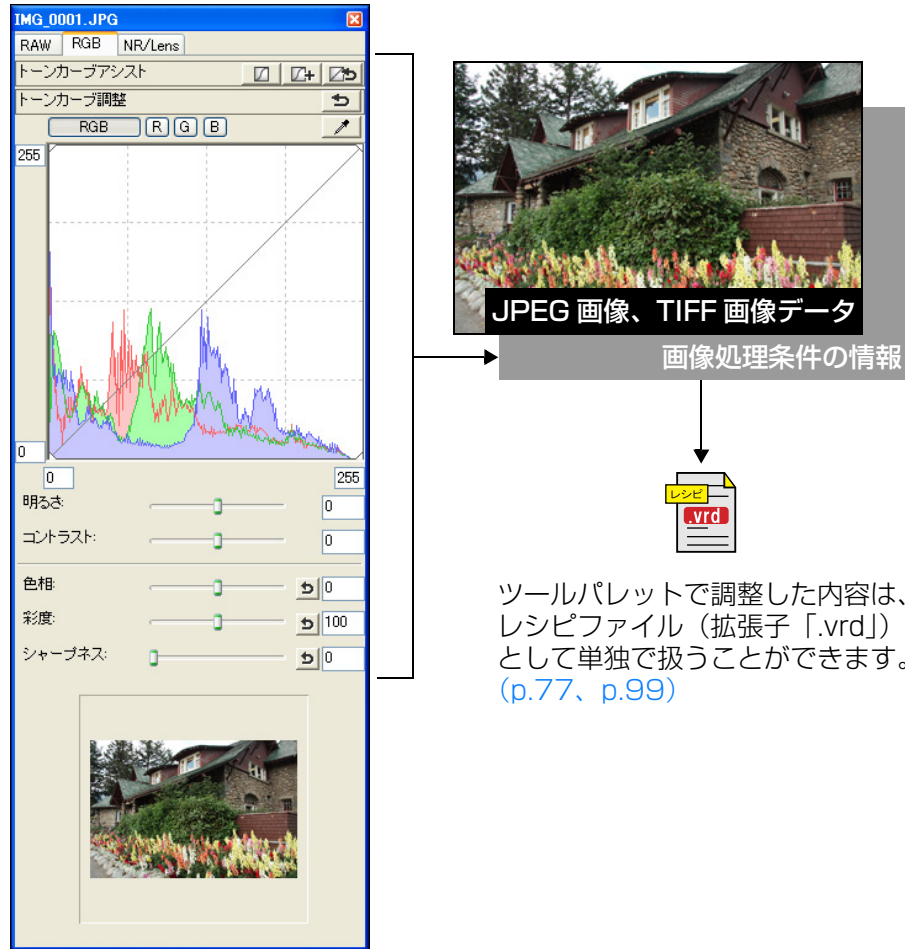 IMG_0001.JPG
RAW RGB NR/Lens
トーンカーブアシスト
トーンカーブ調整
RGB R G B
255
0
0 255
明るさ: 0
コントラスト: 0
色相: 0
彩度: 100
シャープネス: 0
JPEG 画像、TIFF 画像データ
画像処理条件の情報
レシピ
.vrd
ツールパレットで調整した内容は、
レシピファイル（拡張子「.vrd」）
として単独で扱うことができます。
（p.77、p.99）